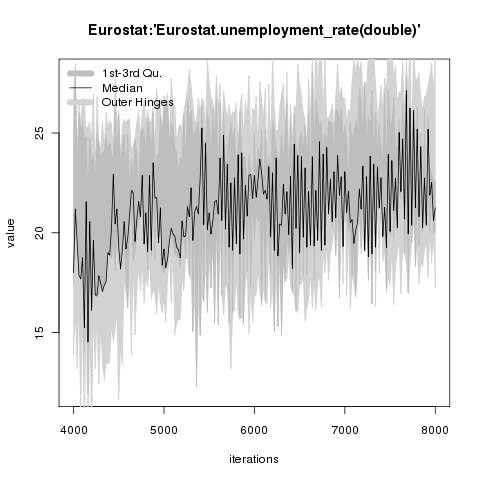 Eurostat:'Eurostat.unemployment_rate(double)'
1st-3rd Qu.
Median
Outer Hinges
25
20
15
value
4000 5000 6000 7000 8000
iterations